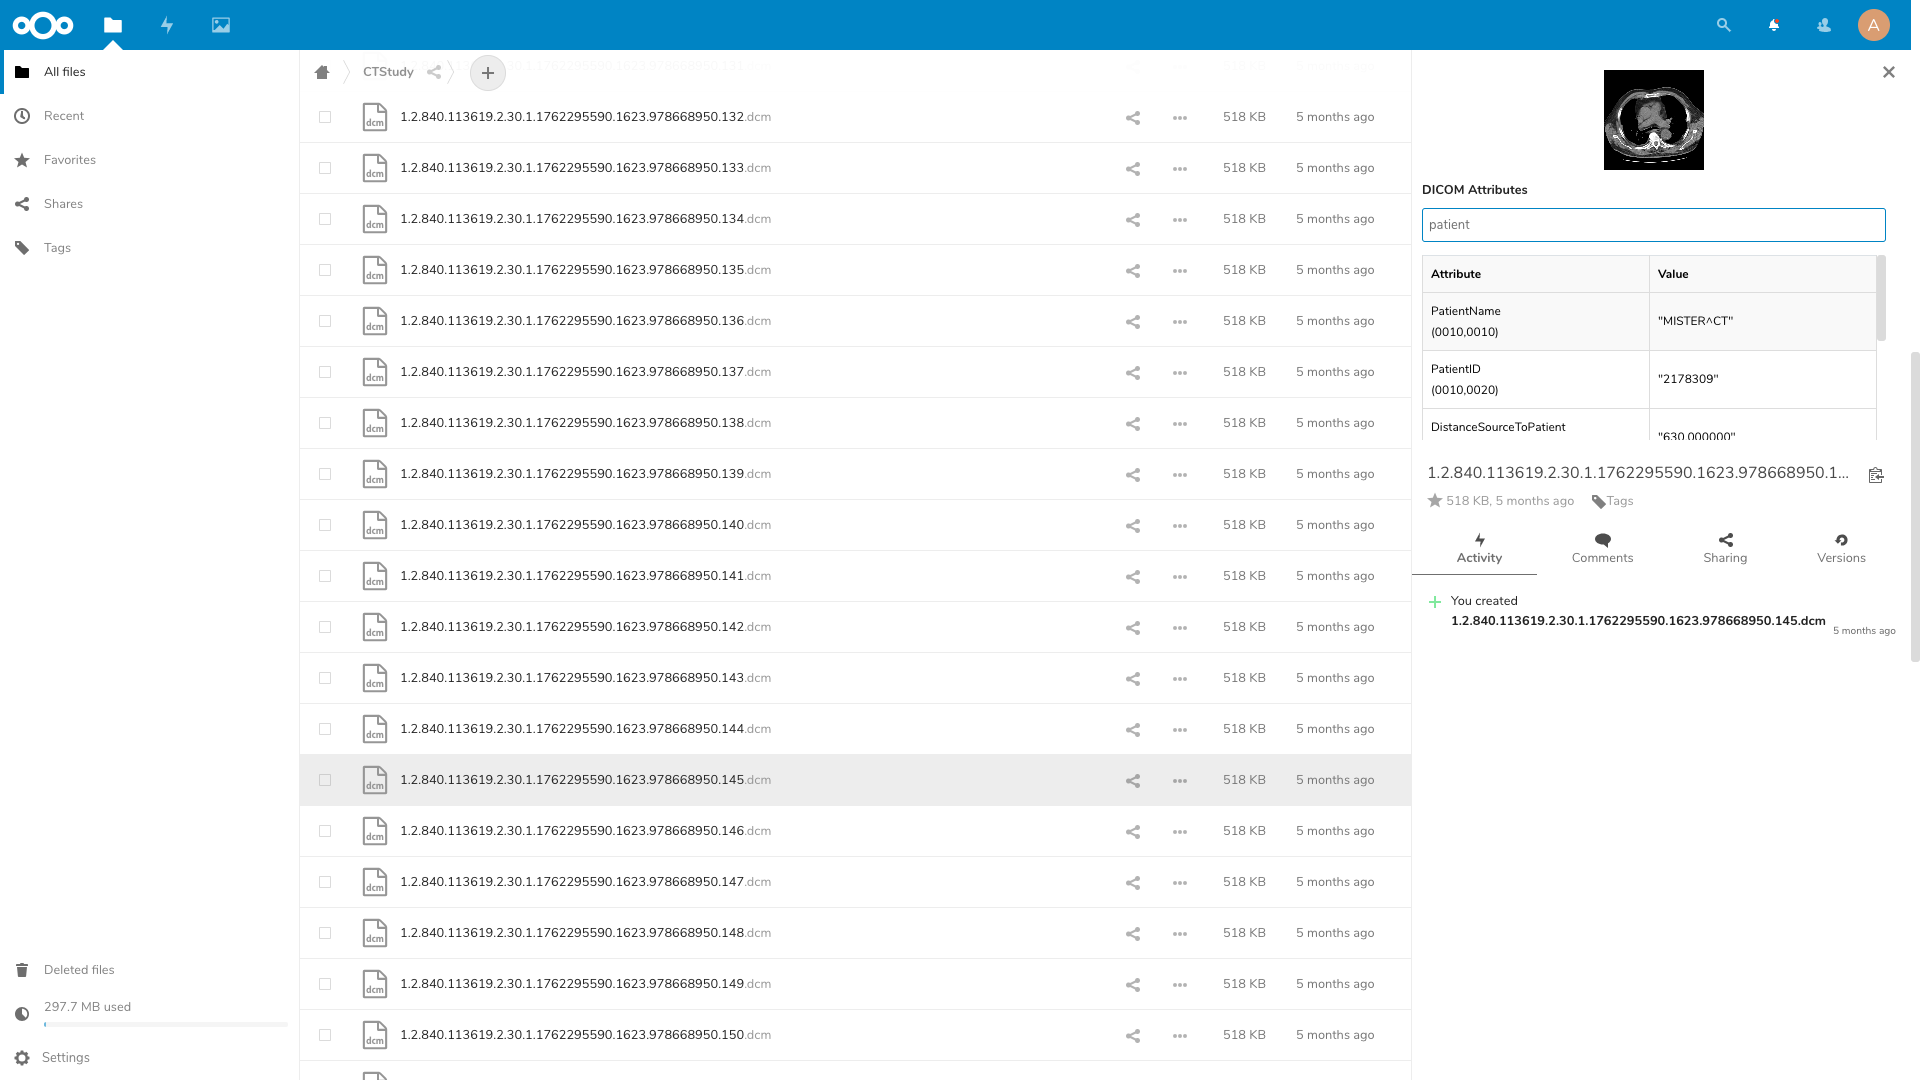 A
All files
Recent
Favorites
Shares
Tags
Deleted files
297.7 MB used
Settings
CTStudy
1.2.840.113619.2.30.1.1762295590.1623.978668950.132.dcm 518 KB 5 months ago
1.2.840.113619.2.30.1.1762295590.1623.978668950.133.dcm 518 KB 5 months ago
1.2.840.113619.2.30.1.1762295590.1623.978668950.134.dcm 518 KB 5 months ago
1.2.840.113619.2.30.1.1762295590.1623.978668950.135.dcm 518 KB 5 months ago
1.2.840.113619.2.30.1.1762295590.1623.978668950.136.dcm 518 KB 5 months ago
1.2.840.113619.2.30.1.1762295590.1623.978668950.137.dcm 518 KB 5 months ago
1.2.840.113619.2.30.1.1762295590.1623.978668950.138.dcm 518 KB 5 months ago
1.2.840.113619.2.30.1.1762295590.1623.978668950.139.dcm 518 KB 5 months ago
1.2.840.113619.2.30.1.1762295590.1623.978668950.140.dcm 518 KB 5 months ago
1.2.840.113619.2.30.1.1762295590.1623.978668950.141.dcm 518 KB 5 months ago
1.2.840.113619.2.30.1.1762295590.1623.978668950.142.dcm 518 KB 5 months ago
1.2.840.113619.2.30.1.1762295590.1623.978668950.143.dcm 518 KB 5 months ago
1.2.840.113619.2.30.1.1762295590.1623.978668950.144.dcm 518 KB 5 months ago
1.2.840.113619.2.30.1.1762295590.1623.978668950.145.dcm 518 KB 5 months ago
1.2.840.113619.2.30.1.1762295590.1623.978668950.146.dcm 518 KB 5 months ago
1.2.840.113619.2.30.1.1762295590.1623.978668950.147.dcm 518 KB 5 months ago
1.2.840.113619.2.30.1.1762295590.1623.978668950.148.dcm 518 KB 5 months ago
1.2.840.113619.2.30.1.1762295590.1623.978668950.149.dcm 518 KB 5 months ago
1.2.840.113619.2.30.1.1762295590.1623.978668950.150.dcm 518 KB 5 months ago
DICOM Attributes
patient
Attribute Value
PatientName
(0010,0010) "MISTER^CT"
PatientID
(0010,0020) "2178309"
DistanceSourceToPatient
"630.000000"
1.2.840.113619.2.30.1.1762295590.1623.978668950.1...
518 KB, 5 months ago Tags
Activity Comments Sharing Versions
You created
1.2.840.113619.2.30.1.1762295590.1623.978668950.145.dcm
5 months ago